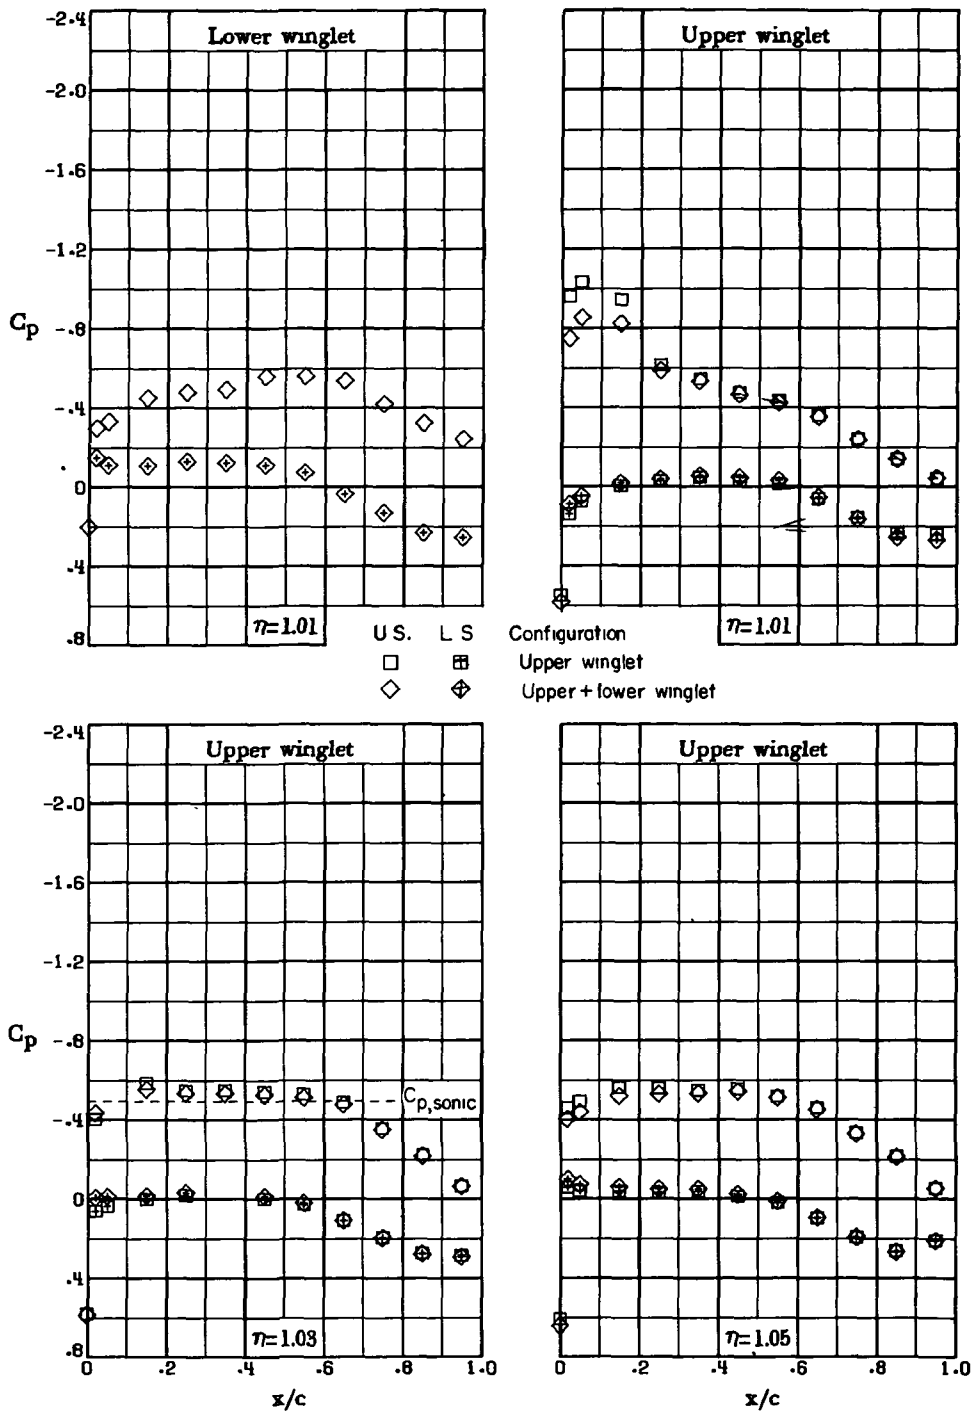 Lower winglet
Upper winglet
-2.4
-2.0
-1.6
-1.2
-.8
-.4
0
.4
.8
Cp
η=1.01
η=1.01
U S. L S Configuration
Upper winglet
Upper + lower winglet
Upper winglet
Upper winglet
-2.4
-2.0
-1.6
-1.2
-.8
-.4
0
.4
.8
Cp
Cp,sonic
η=1.03
η=1.05
0 .2 .4 .6 .8 1.0
0 .2 .4 .6 .8 1.0
x/c
x/c